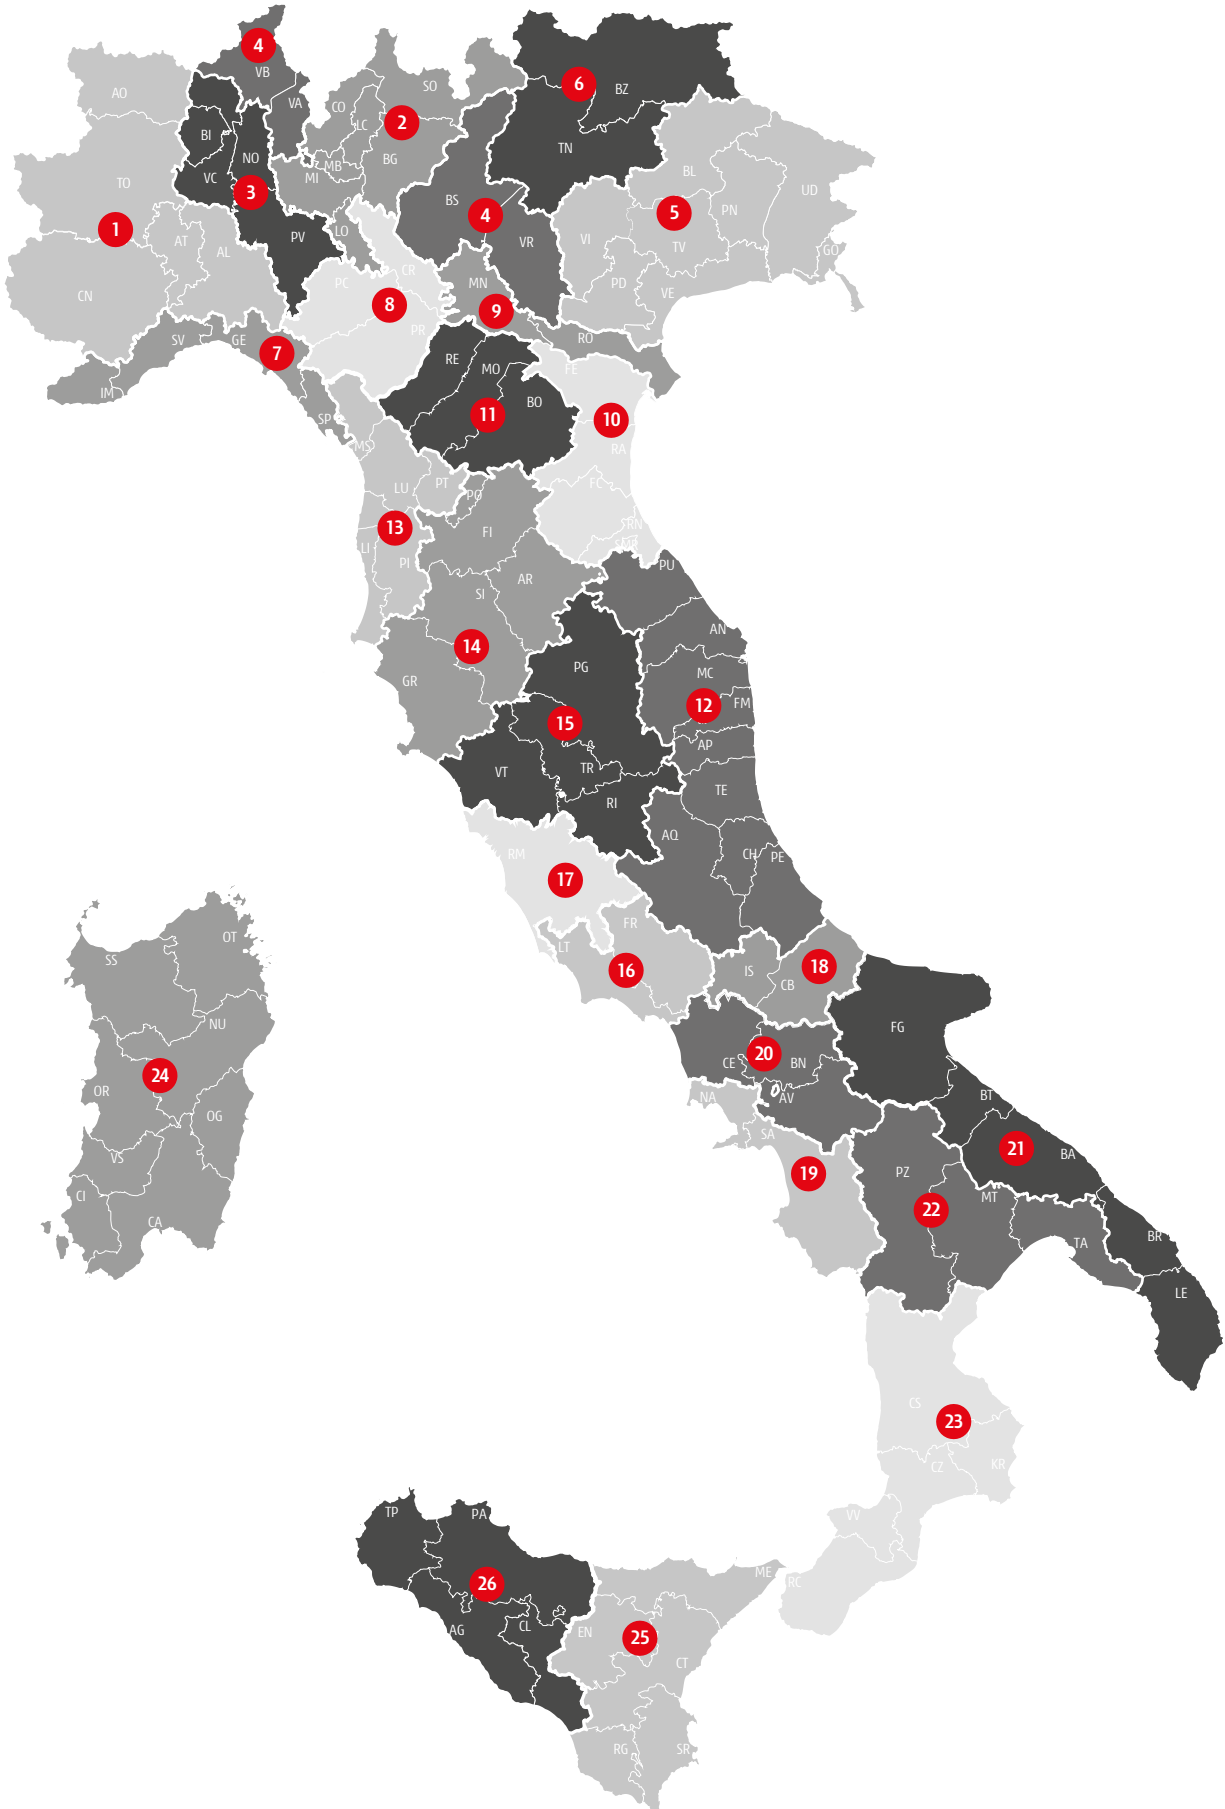 4
VB
6
BZ
AO
SO
VA
CO
2
LC
BI
TN
NO
BG
MB
MI
VC
3
TO
BL
UD
BS
4
5
PN
1
AT
AL
PV
LO
VR
VI
TV
GO
CN
PC
CR
MN
PD
VE
8
9
PR
RO
SV
GE
7
RE
MO
FE
IM
BO
SP
11
10
MS
RA
LU
PT
PO
FC
13
FI
RN
SMR
LI
PI
PU
AR
SI
AN
14
PG
MC
GR
12
FM
15
AP
VT
TR
TE
RI
AQ
RM
CH
PE
17
FR
OT
LT
SS
16
IS
18
CB
NU
FG
24
20
CE
BN
OR
NA
AV
BT
OG
SA
21
BA
VS
19
PZ
CI
MT
22
CA
TA
BR
LE
CS
23
CZ
KR
TP
PA
VV
ME
RC
26
AG
CL
EN
25
CT
RG
SR